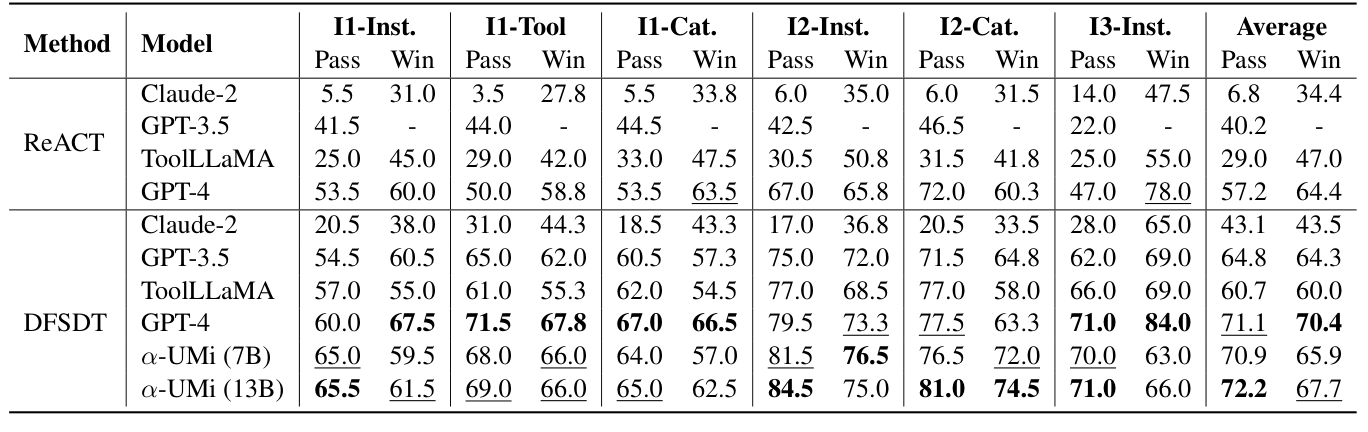 Method Model I1-Inst. I1-Tool I1-Cat. I2-Inst. I2-Cat. I3-Inst. Average
Pass Win Pass Win Pass Win Pass Win Pass Win Pass Win Pass Win
ReACT
Claude-2 5.5 31.0 3.5 27.8 5.5 33.8 6.0 35.0 6.0 31.5 14.0 47.5 6.8 34.4
GPT-3.5 41.5 - 44.0 - 44.5 - 42.5 - 46.5 - 22.0 - 40.2 -
ToolLLaMA 25.0 45.0 29.0 42.0 33.0 47.5 30.5 50.8 31.5 41.8 25.0 55.0 29.0 47.0
GPT-4 53.5 60.0 50.0 58.8 53.5 63.5 67.0 65.8 72.0 60.3 47.0 78.0 57.2 64.4
DFSDT
Claude-2 20.5 38.0 31.0 44.3 18.5 43.3 17.0 36.8 20.5 33.5 28.0 65.0 43.1 43.5
GPT-3.5 54.5 60.5 65.0 62.0 60.5 57.3 75.0 72.0 71.5 64.8 62.0 69.0 64.8 64.3
ToolLLaMA 57.0 55.0 61.0 55.3 62.0 54.5 77.0 68.5 77.0 58.0 66.0 69.0 60.7 60.0
GPT-4 60.0 67.5 71.5 67.8 67.0 66.5 79.5 73.3 77.5 63.3 71.0 84.0 71.1 70.4
α-UMi (7B) 65.0 59.5 68.0 66.0 64.0 57.0 81.5 76.5 76.5 72.0 70.0 63.0 70.9 65.9
α-UMi (13B) 65.5 61.5 69.0 66.0 65.0 62.5 84.5 75.0 81.0 74.5 71.0 66.0 72.2 67.7